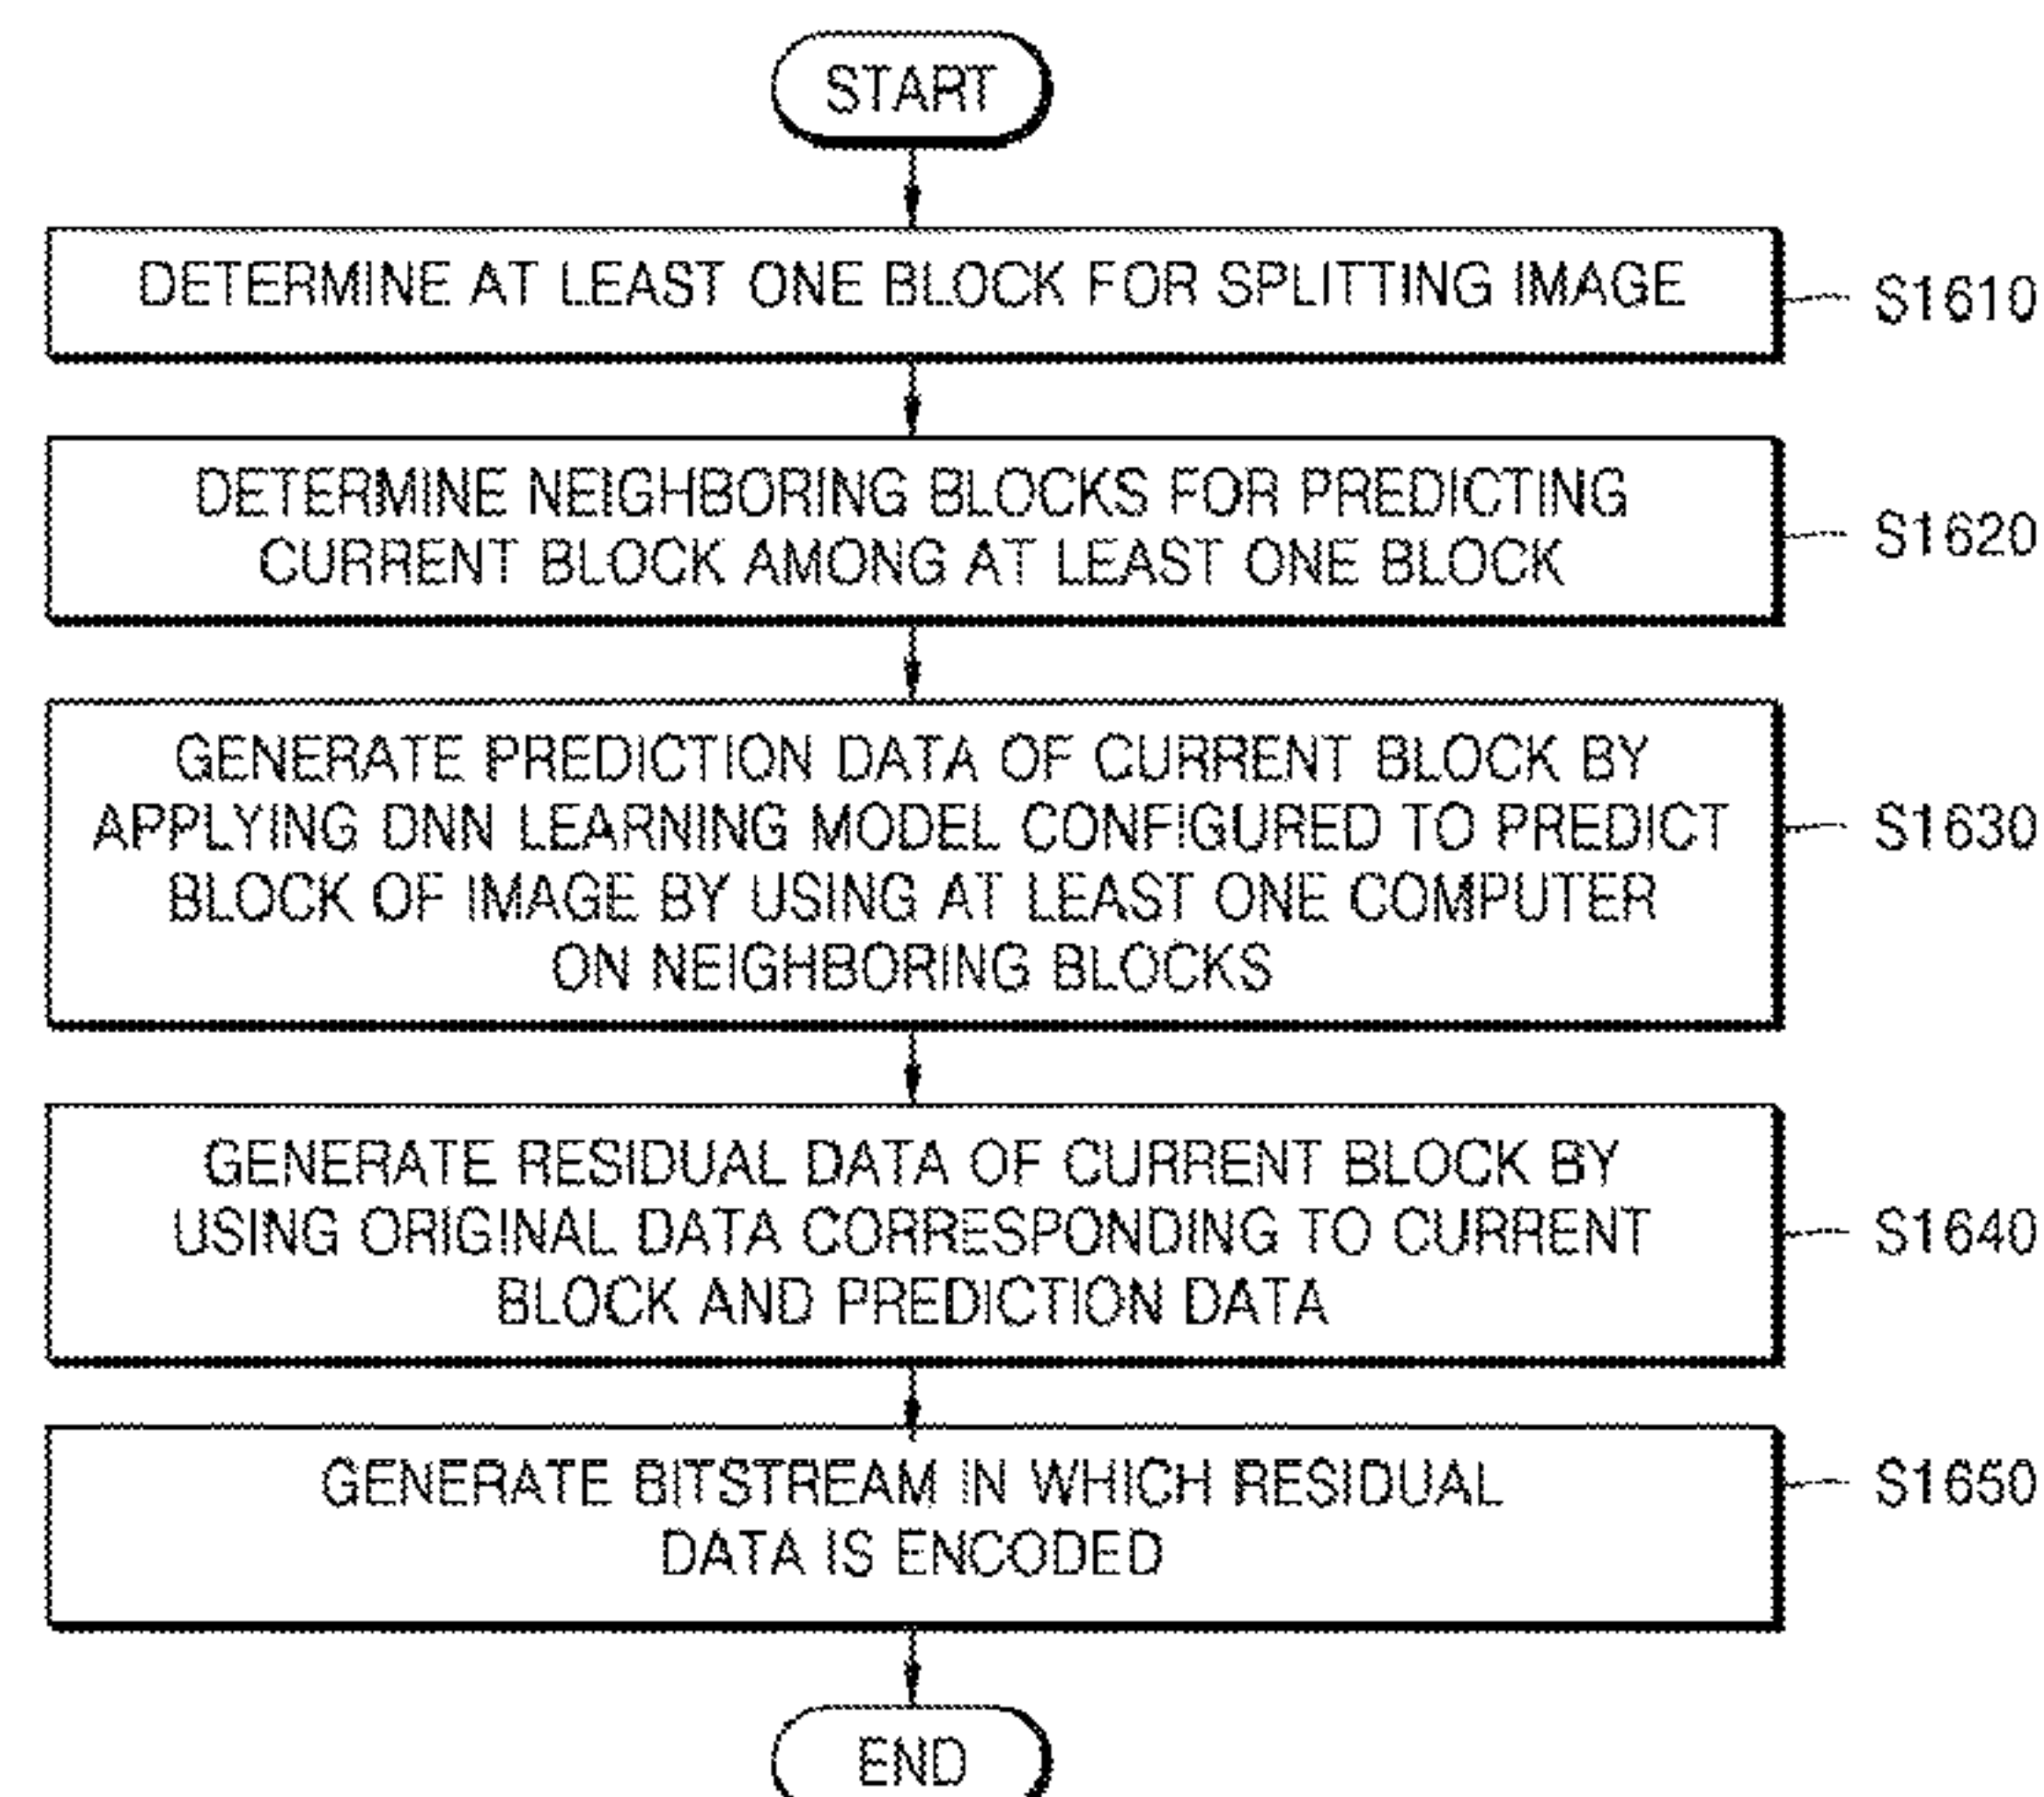 START
DETERMINE AT LEAST ONE BLOCK FOR SPLITTING IMAGE
S1610
DETERMINE NEIGHBORING BLOCKS FOR PREDICTING
CURRENT BLOCK AMONG AT LEAST ONE BLOCK
S1620
GENERATE PREDICTION DATA OF CURRENT BLOCK BY
APPLYING DNN LEARNING MODEL CONFIGURED TO PREDICT
BLOCK OF IMAGE BY USING AT LEAST ONE COMPUTER
ON NEIGHBORING BLOCKS
S1630
GENERATE RESIDUAL DATA OF CURRENT BLOCK BY
USING ORIGINAL DATA CORRESPONDING TO CURRENT
BLOCK AND PREDICTION DATA
S1640
GENERATE BITSTREAM IN WHICH RESIDUAL
DATA IS ENCODED
S1650
END